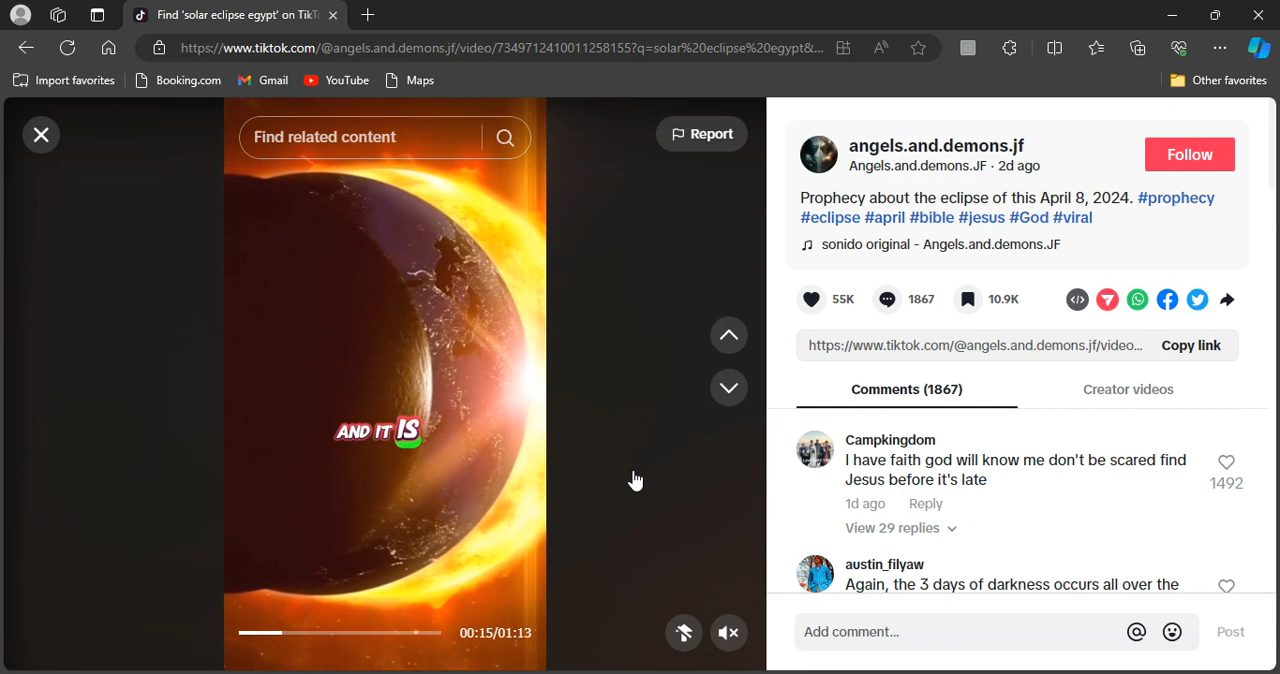 Find 'solar eclipse egypt' on TikT
https://www.tiktok.com/@angels.and.demons.jf/video/7349712410011258155?q=solar%20eclipse%20egypt&...
Import favorites
Booking.com
Gmail
YouTube
Maps
Other favorites
Find related content
Report
AND IT IS
00:15/01:13
angels.and.demons.jf
Angels.and.demons.JF · 2d ago
Follow
Prophecy about the eclipse of this April 8, 2024. #prophecy
#eclipse #april #bible #jesus #God #viral
sonido original - Angels.and.demons.JF
55K
1867
10.9K
https://www.tiktok.com/@angels.and.demons.jf/video...
Copy link
Comments (1867)
Creator videos
Campkingdom
I have faith god will know me don't be scared find
Jesus before it's late
1492
1d ago
Reply
View 29 replies
austin_filyaw
Again, the 3 days of darkness occurs all over the
Add comment...
Post